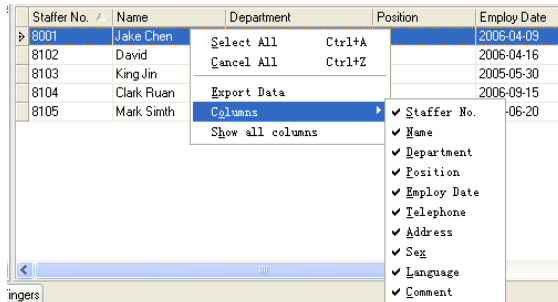 Staffer No. Name Department Position Employ Date
8001 Jake Chen 2006-04-09
8102 David 2006-04-16
8103 King Jin 2005-05-30
8104 Clark Ruan 2006-09-15
8105 Mark Simth -06-20
Select All Ctrl+A
Cancel All Ctrl+Z
Export Data
Columns
Show all columns
Staffer No.
Name
Department
Position
Employ Date
Telephone
Address
Sex
Language
Comment
ingers